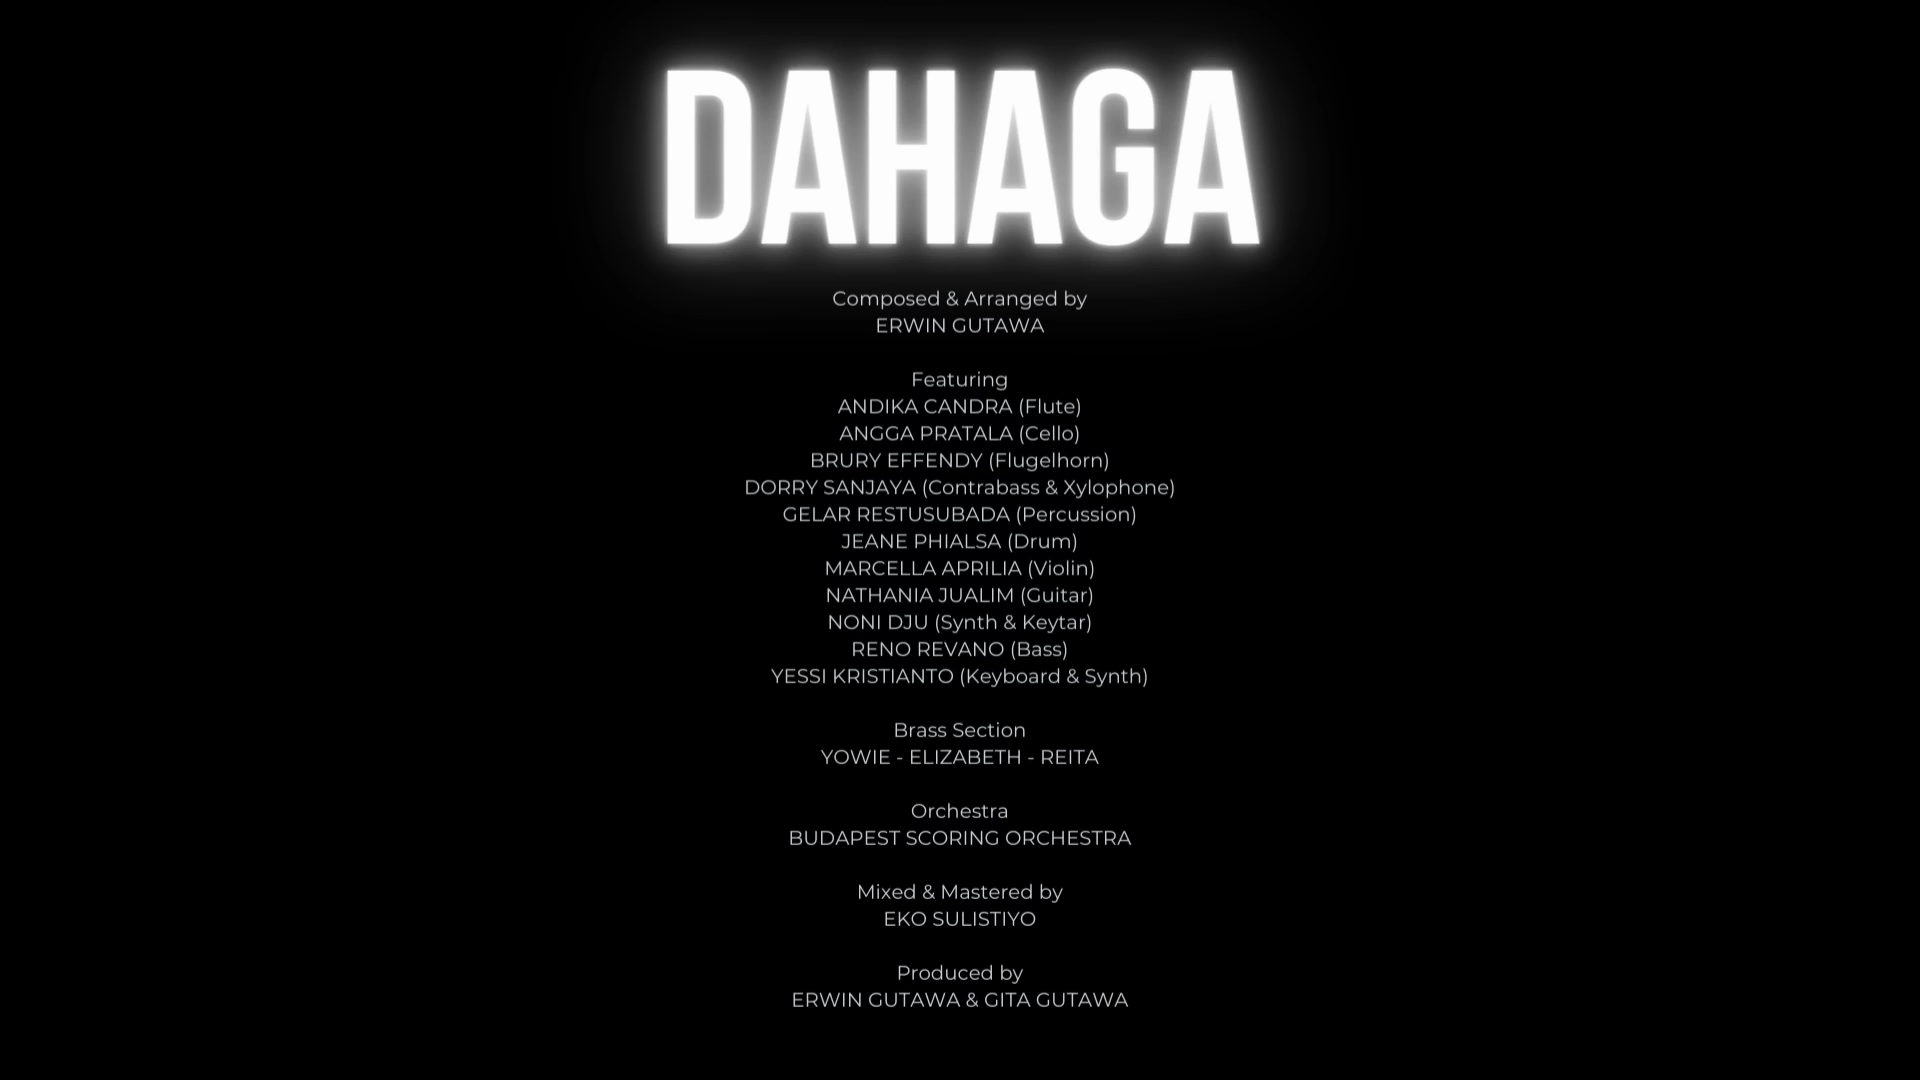 DAHAGA
Composed & Arranged by
ERWIN GUTAWA
Featuring
ANDIKA CANDRA (Flute)
ANGGA PRATALA (Cello)
BRURY EFFENDY (Flugelhorn)
DORRY SANJAYA (Contrabass & Xylophone)
GELAR RESTUSUBADA (Percussion)
JEANE PHIALSA (Drum)
MARCELLA APRILIA (Violin)
NATHANIA JUALIM (Guitar)
NONI DJU (Synth & Keytar)
RENO REVANO (Bass)
YESSI KRISTIANTO (Keyboard & Synth)
Brass Section
YOWIE - ELIZABETH - REITA
Orchestra
BUDAPEST SCORING ORCHESTRA
Mixed & Mastered by
EKO SULISTIYO
Produced by
ERWIN GUTAWA & GITA GUTAWA